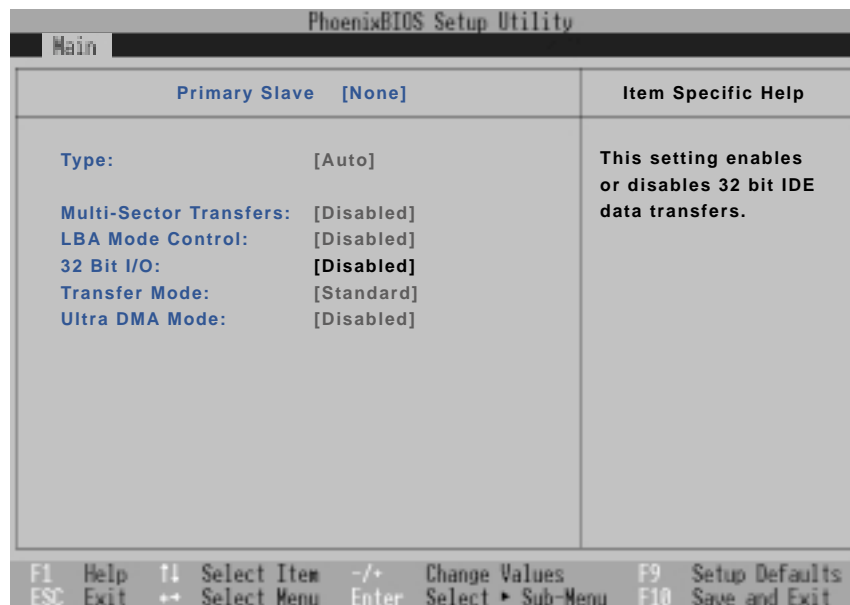 PhoenixBIOS Setup Utility
Main
Primary Slave [None]
Item Specific Help
Type: [Auto]
Multi-Sector Transfers: [Disabled]
LBA Mode Control: [Disabled]
32 Bit I/O: [Disabled]
Transfer Mode: [Standard]
Ultra DMA Mode: [Disabled]
This setting enables
or disables 32 bit IDE
data transfers.
F1 Help ↑↓ Select Item -/+ Change Values F9 Setup Defaults
ESC Exit ←→ Select Menu Enter Select ▶ Sub-Menu F10 Save and Exit